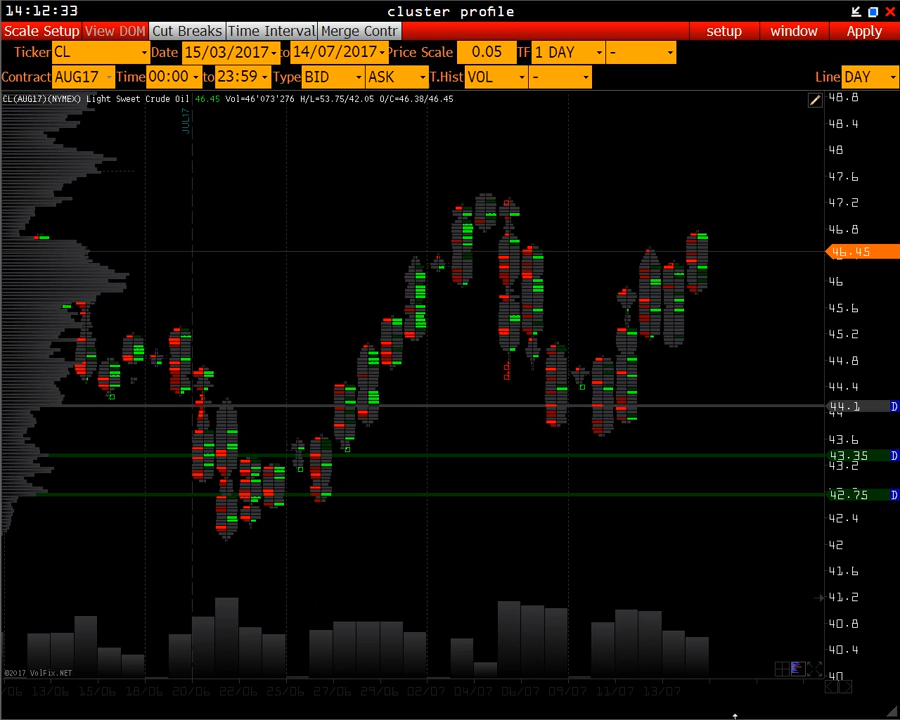 14:12:33 cluster profile
Scale Setup View DOM Cut Breaks Time Interval Merge Contr setup window Apply
Ticker CL Date 15/03/2017 to 14/07/2017 Price Scale 0.05 TF 1 DAY -
Contract AUG17 Time 00:00 to 23:59 Type BID ASK T.Hist VOL - Line DAY
CL(AUG17)(NYMEX) Light Sweet Crude Oil 46.45 Vol=46'073'276 H/L=53.75/42.05 O/C=46.38/46.45
JUL17
48.8
48.4
48
47.6
47.2
46.8
46.45
46
45.6
45.2
44.8
44.4
44.1 D
44
43.6
43.35 D
43.2
42.75 D
42.4
42
41.6
41.2
40.8
40.4
40
©2017 VolFix.NET
/06 13/06 15/06 18/06 20/06 22/06 25/06 27/06 29/06 02/07 04/07 06/07 09/07 11/07 13/07